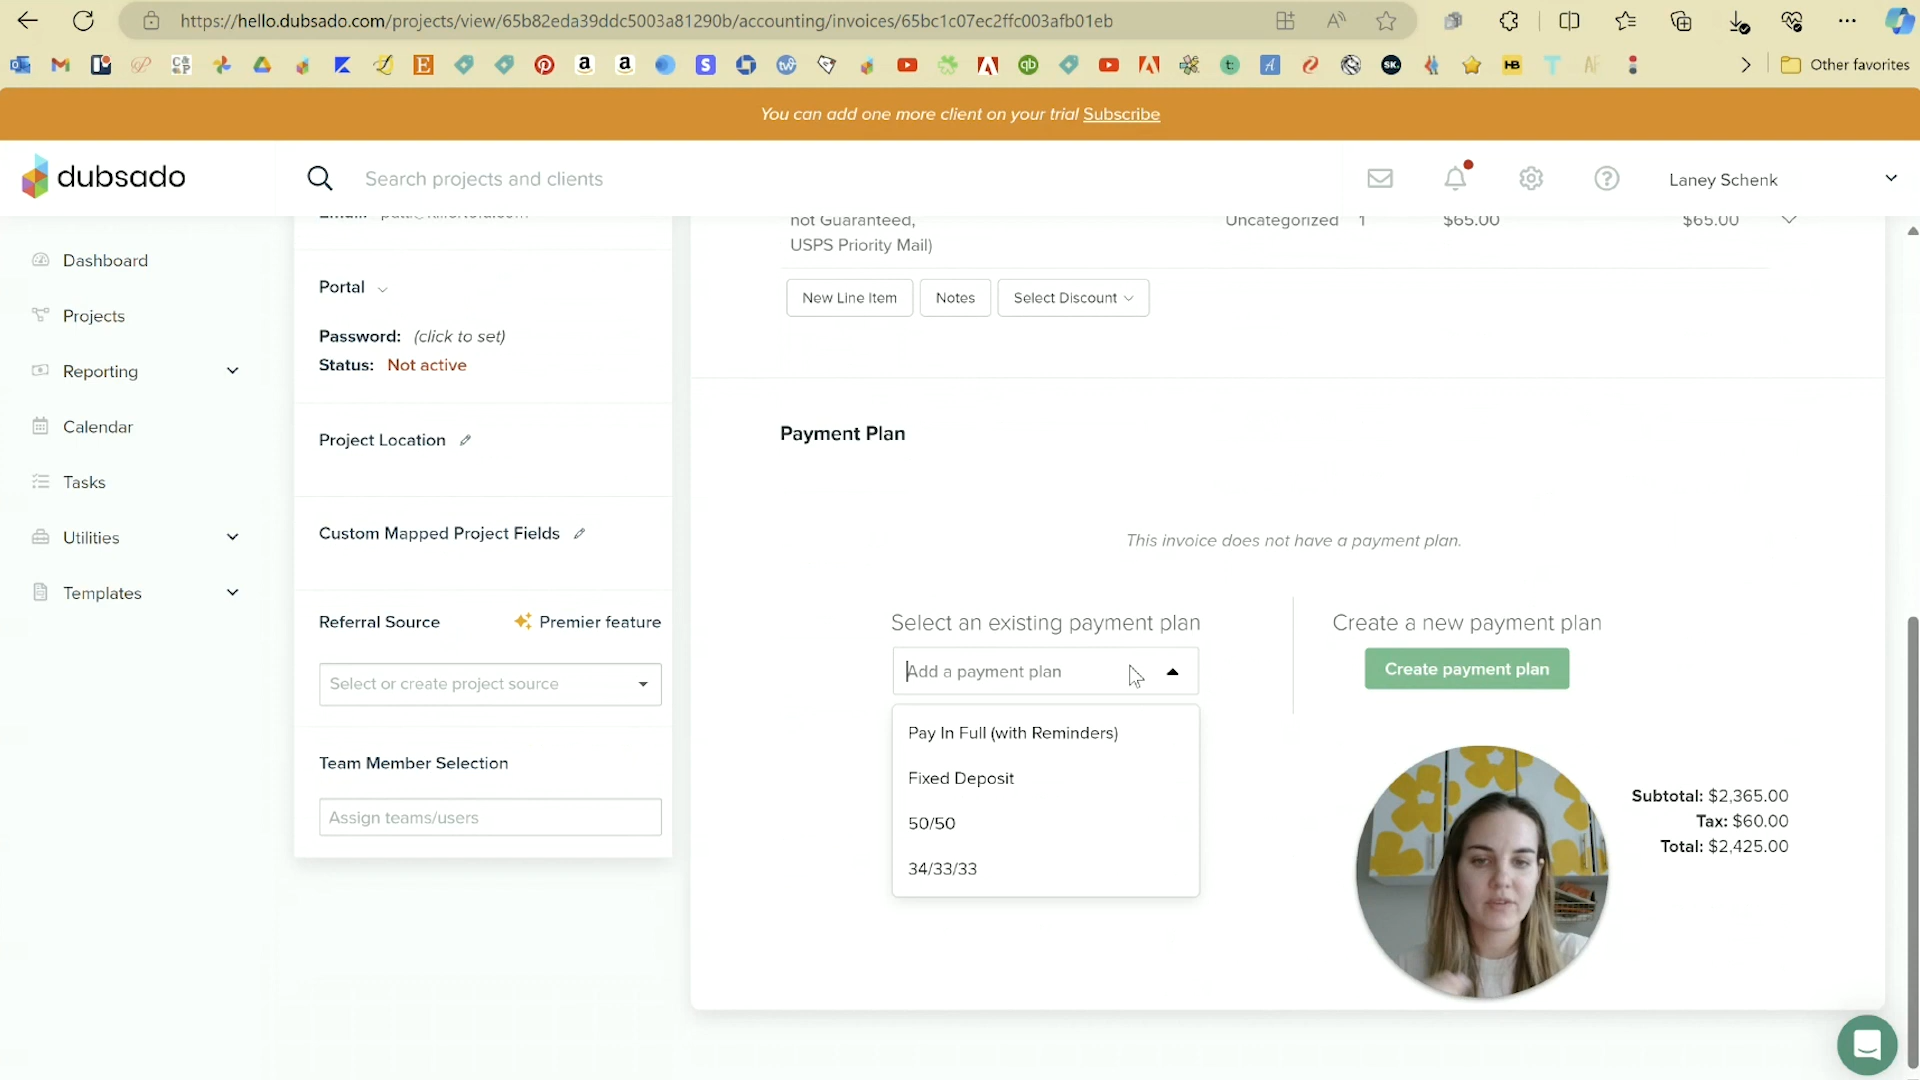 https://hello.dubsado.com/projects/view/65b82eda39ddc5003a81290b/accounting/invoices/65bc1c07ec2ffc003afb01eb
Other favorites
You can add one more client on your trial Subscribe
dubsado
Search projects and clients
Laney Schenk
Dashboard
Projects
Reporting
Calendar
Tasks
Utilities
Templates
Portal
Password: (click to set)
Status: Not active
Project Location
Custom Mapped Project Fields
Referral Source
Premier feature
Select or create project source
Team Member Selection
Assign teams/users
not Guaranteed,
USPS Priority Mail)
Uncategorized 1 $65.00 $65.00
New Line Item
Notes
Select Discount
Payment Plan
This invoice does not have a payment plan.
Select an existing payment plan
Add a payment plan
Pay In Full (with Reminders)
Fixed Deposit
50/50
34/33/33
Create a new payment plan
Create payment plan
Subtotal: $2,365.00
Tax: $60.00
Total: $2,425.00